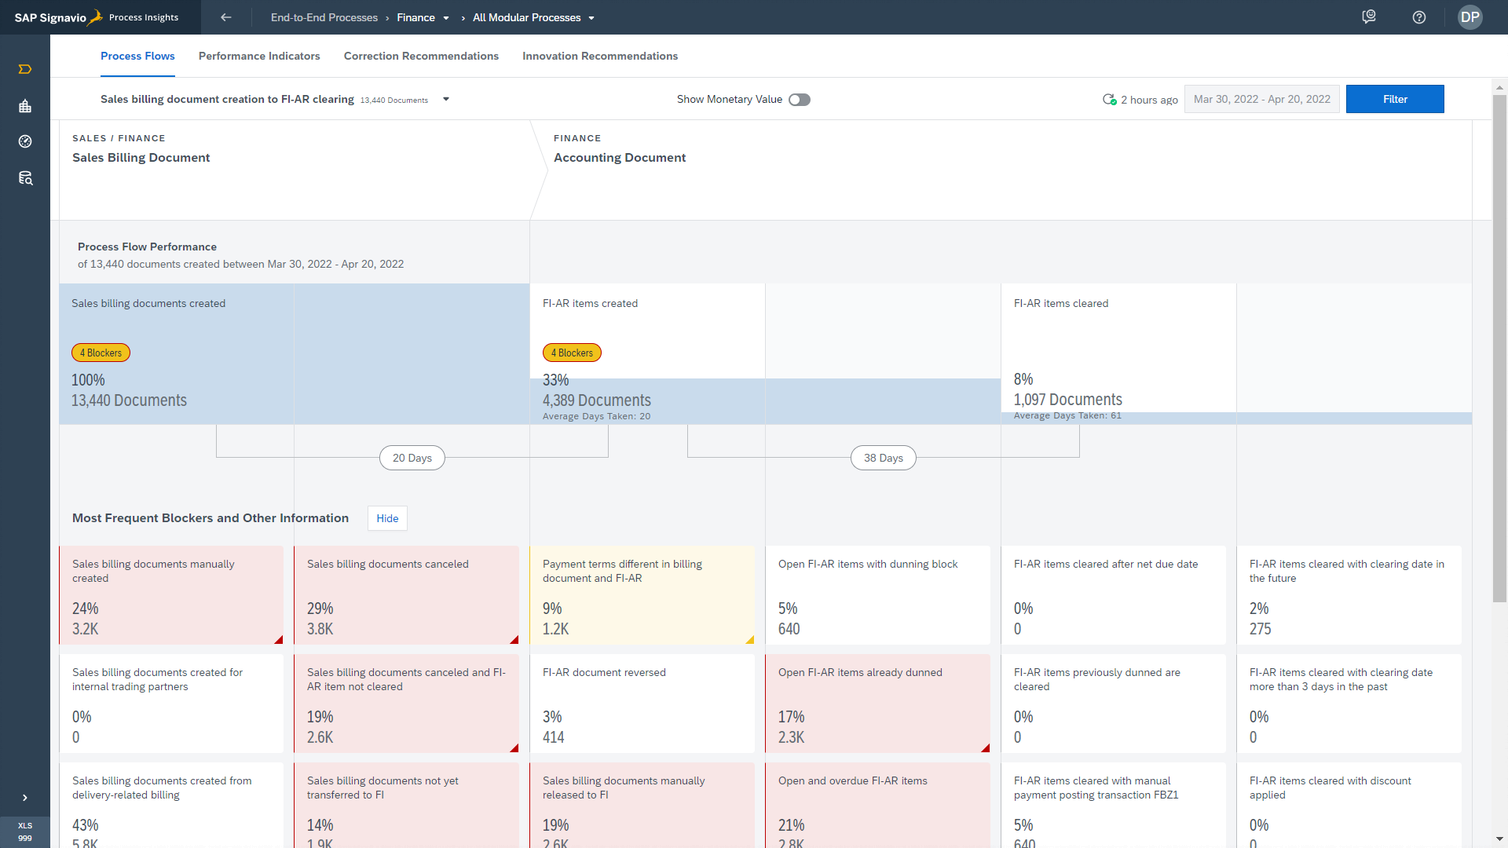 SAP Signavio Process Insights
End-to-End Processes › Finance › All Modular Processes
DP
Process Flows Performance Indicators Correction Recommendations Innovation Recommendations
Sales billing document creation to FI-AR clearing 13,440 Documents
Show Monetary Value
2 hours ago
Mar 30, 2022 - Apr 20, 2022
Filter
SALES / FINANCE
Sales Billing Document
FINANCE
Accounting Document
Process Flow Performance
of 13,440 documents created between Mar 30, 2022 - Apr 20, 2022
Sales billing documents created
4 Blockers
100%
13,440 Documents
FI-AR items created
4 Blockers
33%
4,389 Documents
Average Days Taken: 20
FI-AR items cleared
8%
1,097 Documents
Average Days Taken: 61
20 Days
38 Days
Most Frequent Blockers and Other Information
Hide
Sales billing documents manually
created
24%
3.2K
Sales billing documents canceled
29%
3.8K
Payment terms different in billing
document and FI-AR
9%
1.2K
Open FI-AR items with dunning block
5%
640
FI-AR items cleared after net due date
0%
0
FI-AR items cleared with clearing date in
the future
2%
275
Sales billing documents created for
internal trading partners
0%
0
Sales billing documents canceled and FI-
AR item not cleared
19%
2.6K
FI-AR document reversed
3%
414
Open FI-AR items already dunned
17%
2.3K
FI-AR items previously dunned are
cleared
0%
0
FI-AR items cleared with clearing date
more than 3 days in the past
0%
0
Sales billing documents created from
delivery-related billing
43%
5.8K
Sales billing documents not yet
transferred to FI
14%
1.9K
Sales billing documents manually
released to FI
19%
2.6K
Open and overdue FI-AR items
21%
2.8K
FI-AR items cleared with manual
payment posting transaction FBZ1
5%
640
FI-AR items cleared with discount
applied
0%
0
XLS
999